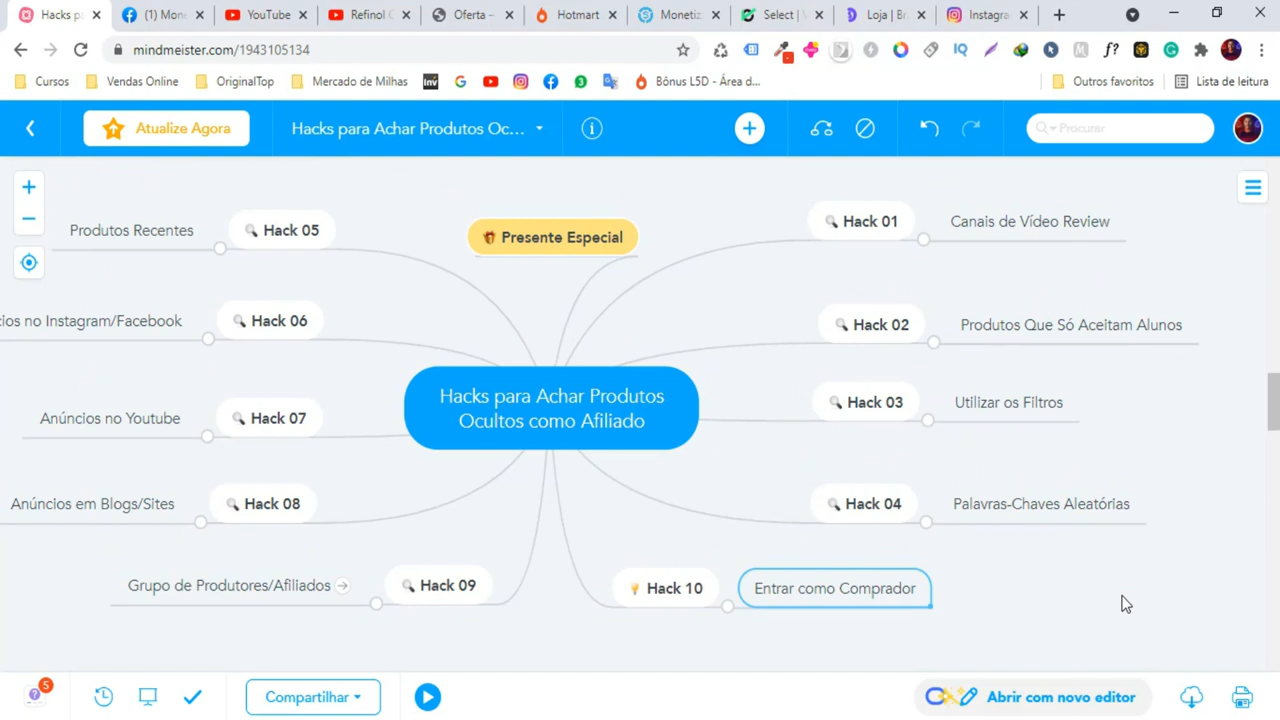 Hacks p
(1) Mon
YouTube
Refinol C
Oferta –
Hotmart
Monetiz
Select |
Loja | Br
Instagra
mindmeister.com/1943105134
IQ
f?
Cursos
Vendas Online
OriginalTop
Mercado de Milhas
Inv
Bônus L5D - Área d...
Outros favoritos
Lista de leitura
Atualize Agora
Hacks para Achar Produtos Oc...
Procurar
Produtos Recentes
Hack 05
Presente Especial
Hack 01
Canais de Vídeo Review
cios no Instagram/Facebook
Hack 06
Hack 02
Produtos Que Só Aceitam Alunos
Hacks para Achar Produtos
Ocultos como Afiliado
Anúncios no Youtube
Hack 07
Hack 03
Utilizar os Filtros
Anúncios em Blogs/Sites
Hack 08
Hack 04
Palavras-Chaves Aleatórias
Grupo de Produtores/Afiliados
Hack 09
Hack 10
Entrar como Comprador
5
Compartilhar
Abrir com novo editor